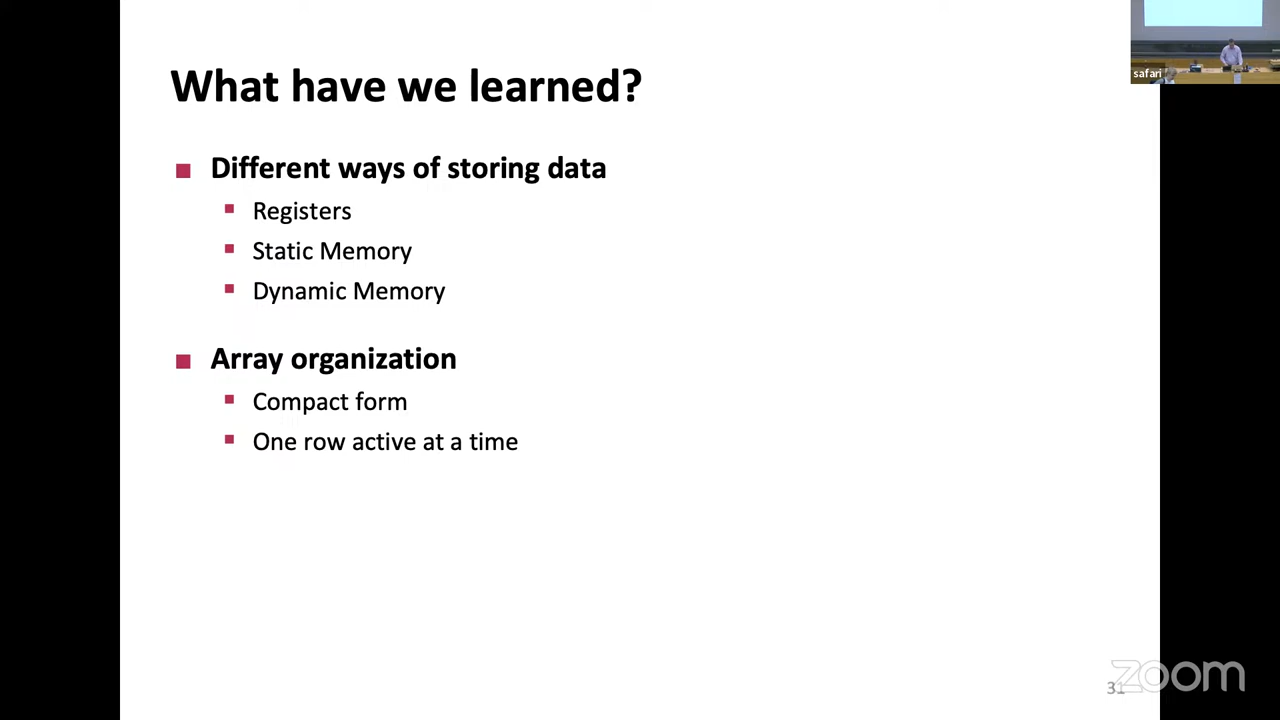 What have we learned?
safari
Different ways of storing data
Registers
Static Memory
Dynamic Memory
Array organization
Compact form
One row active at a time
31
zoom